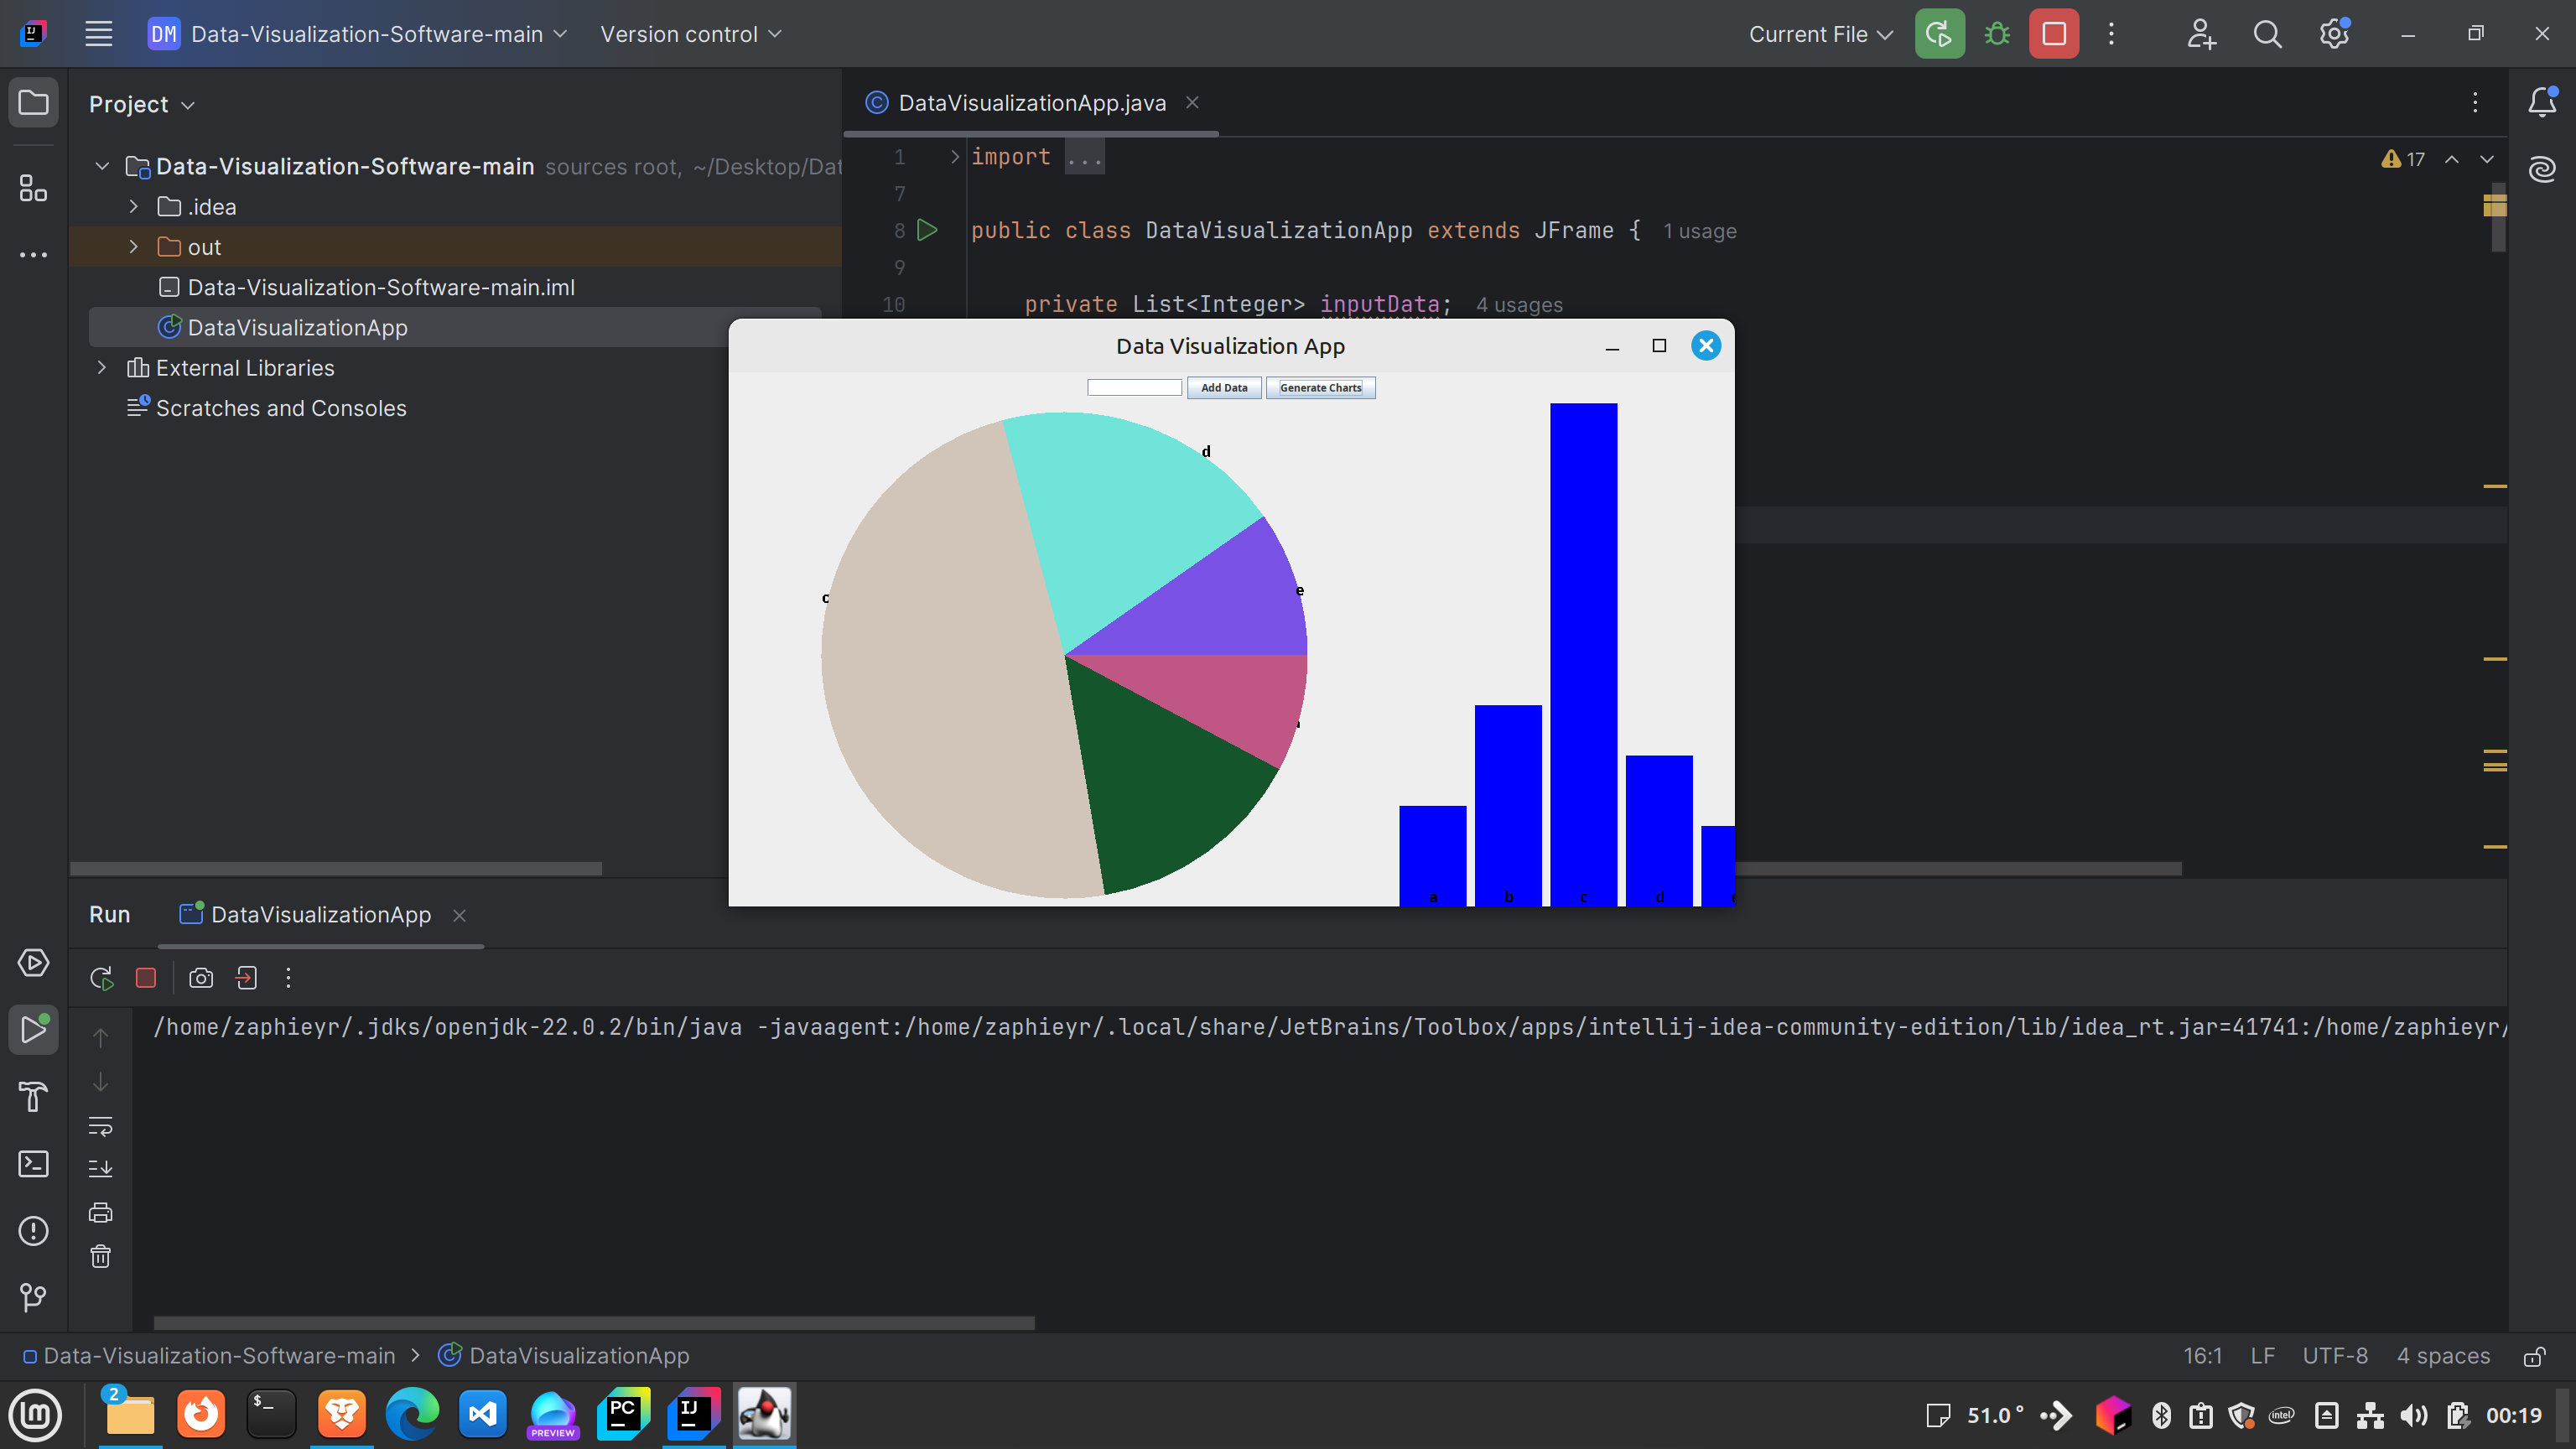 DM Data-Visualization-Software-main Version control Current File
Project
DataVisualizationApp.java
Data-Visualization-Software-main sources root, ~/Desktop/Dat
.idea
out
Data-Visualization-Software-main.iml
DataVisualizationApp
External Libraries
Scratches and Consoles
1 import ...
17
7
8 public class DataVisualizationApp extends JFrame { 1 usage
9
10 private List<Integer> inputData; 4 usages
Data Visualization App
Add Data Generate Charts
d
e
c
a b c d
Run DataVisualizationApp
/home/zaphieyr/.jdks/openjdk-22.0.2/bin/java -javaagent:/home/zaphieyr/.local/share/JetBrains/Toolbox/apps/intellij-idea-community-edition/lib/idea_rt.jar=41741:/home/zaphieyr/
Data-Visualization-Software-main > DataVisualizationApp 16:1 LF UTF-8 4 spaces
2
$_
PREVIEW
PC
IJ
51.0°
intel
00:19